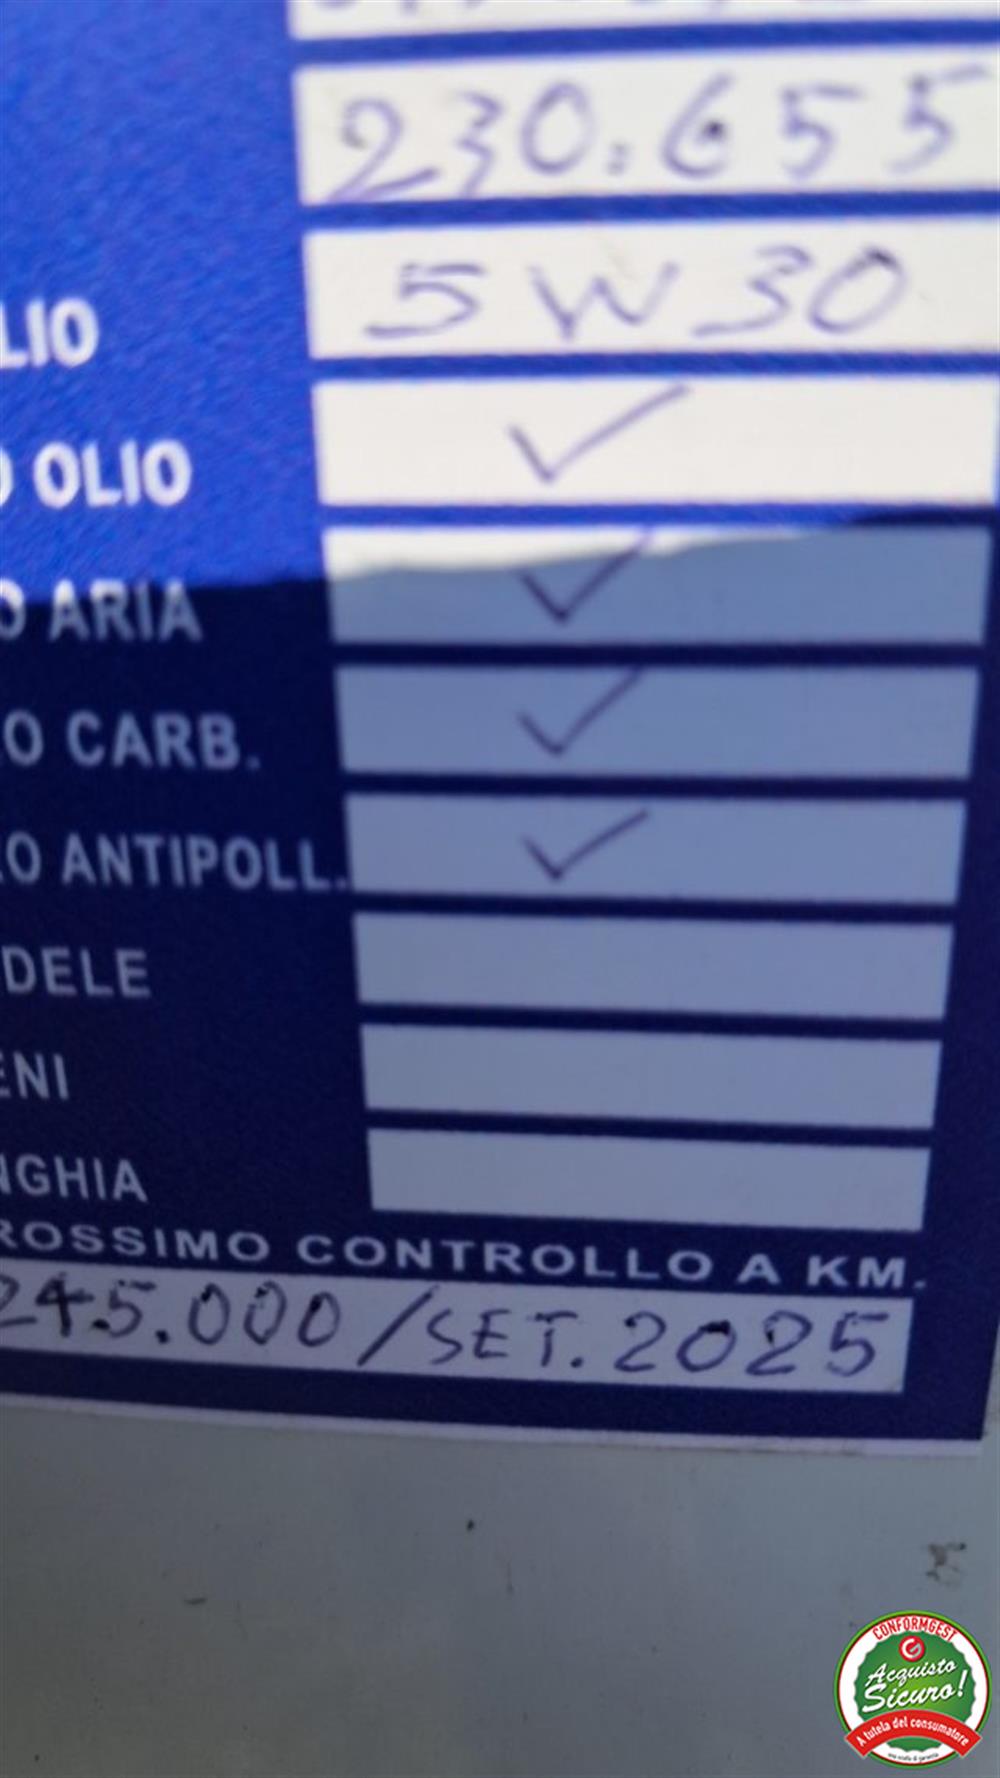 230.655
5W30
LIO
O OLIO
✓
O ARIA
✓
O CARB.
✓
O ANTIPOLL.
✓
DELE
ENI
NGHIA
ROSSIMO CONTROLLO A KM.
245.000/SET.2025
CONFORMGEST
Acquisto
Sicuro!
A tutela del consumatore